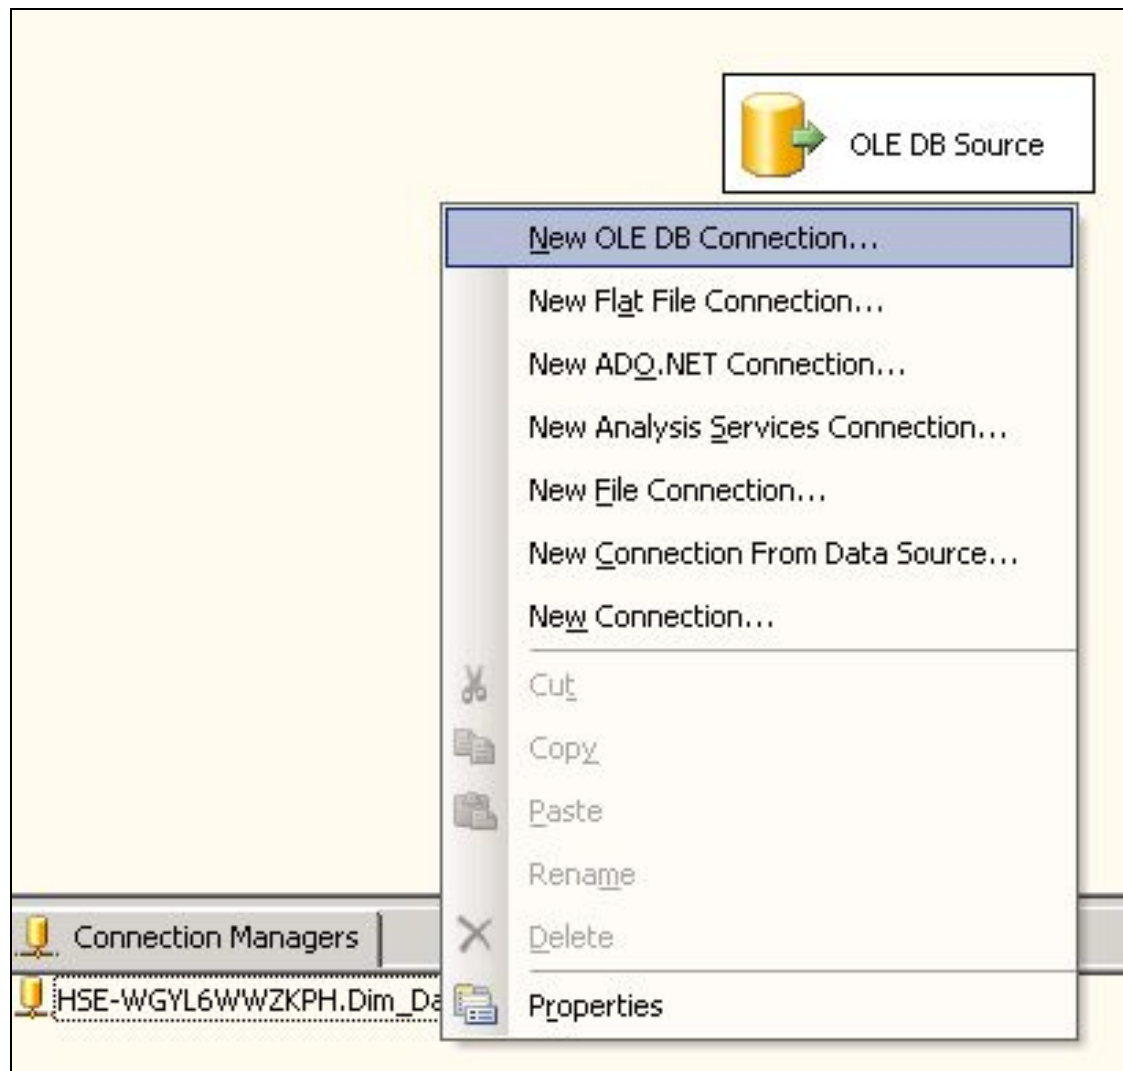 OLE DB Source
New OLE DB Connection...
New Flat File Connection...
New ADO.NET Connection...
New Analysis Services Connection...
New File Connection...
New Connection From Data Source...
New Connection...
Cut
Copy
Paste
Rename
Delete
Properties
Connection Managers
HSE-WGYL6WWZKPH.Dim_Da